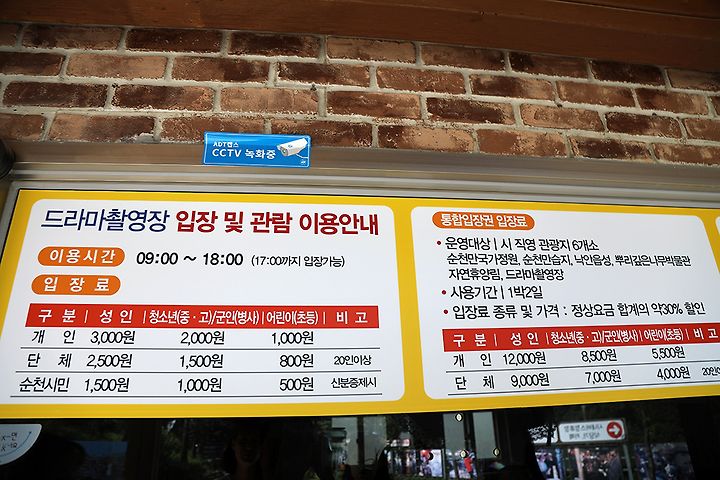 ADT캡스
CCTV 녹화중
드라마촬영장 입장 및 관람 이용안내
이용시간 09:00 ~ 18:00 (17:00까지 입장가능)
입장료
구분 | 성인 | 청소년(중·고)/군인(병사) | 어린이(초등) | 비고
개인 3,000원 2,000원 1,000원
단체 2,500원 1,500원 800원 20인이상
순천시민 1,500원 1,000원 500원 신분증제시
통합입장권 입장료
• 운영대상 | 시 직영 관광지 6개소
순천만국가정원, 순천만습지, 낙안읍성, 뿌리깊은나무박물관
자연휴양림, 드라마촬영장
• 사용기간 | 1박2일
• 입장료 종류 및 가격 : 정상요금 합계의 약30% 할인
구분 | 성인 | 청소년(중·고)/군인(병사) | 어린이(초등) | 비고
개인 12,000원 8,500원 5,500원
단체 9,000원 7,000원 4,000원 20인